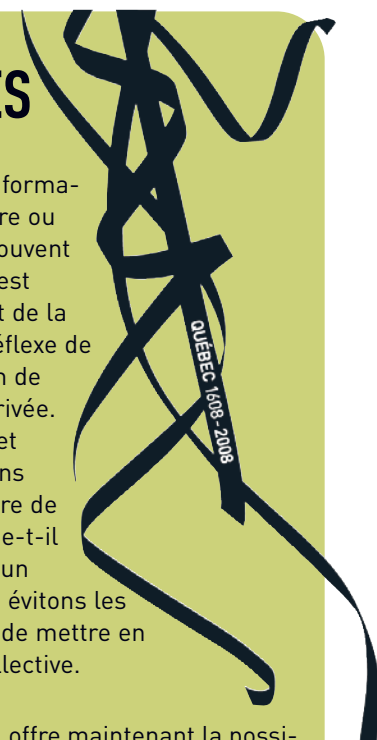 ES
forma-
re ou
ouvent
est
t de la
éflexe de
n de
rivée.
et
ns
re de
e-t-il
un
évitons les
de mettre en
llective.
offre maintenant la possi-
QUÉBEC 1608-2008